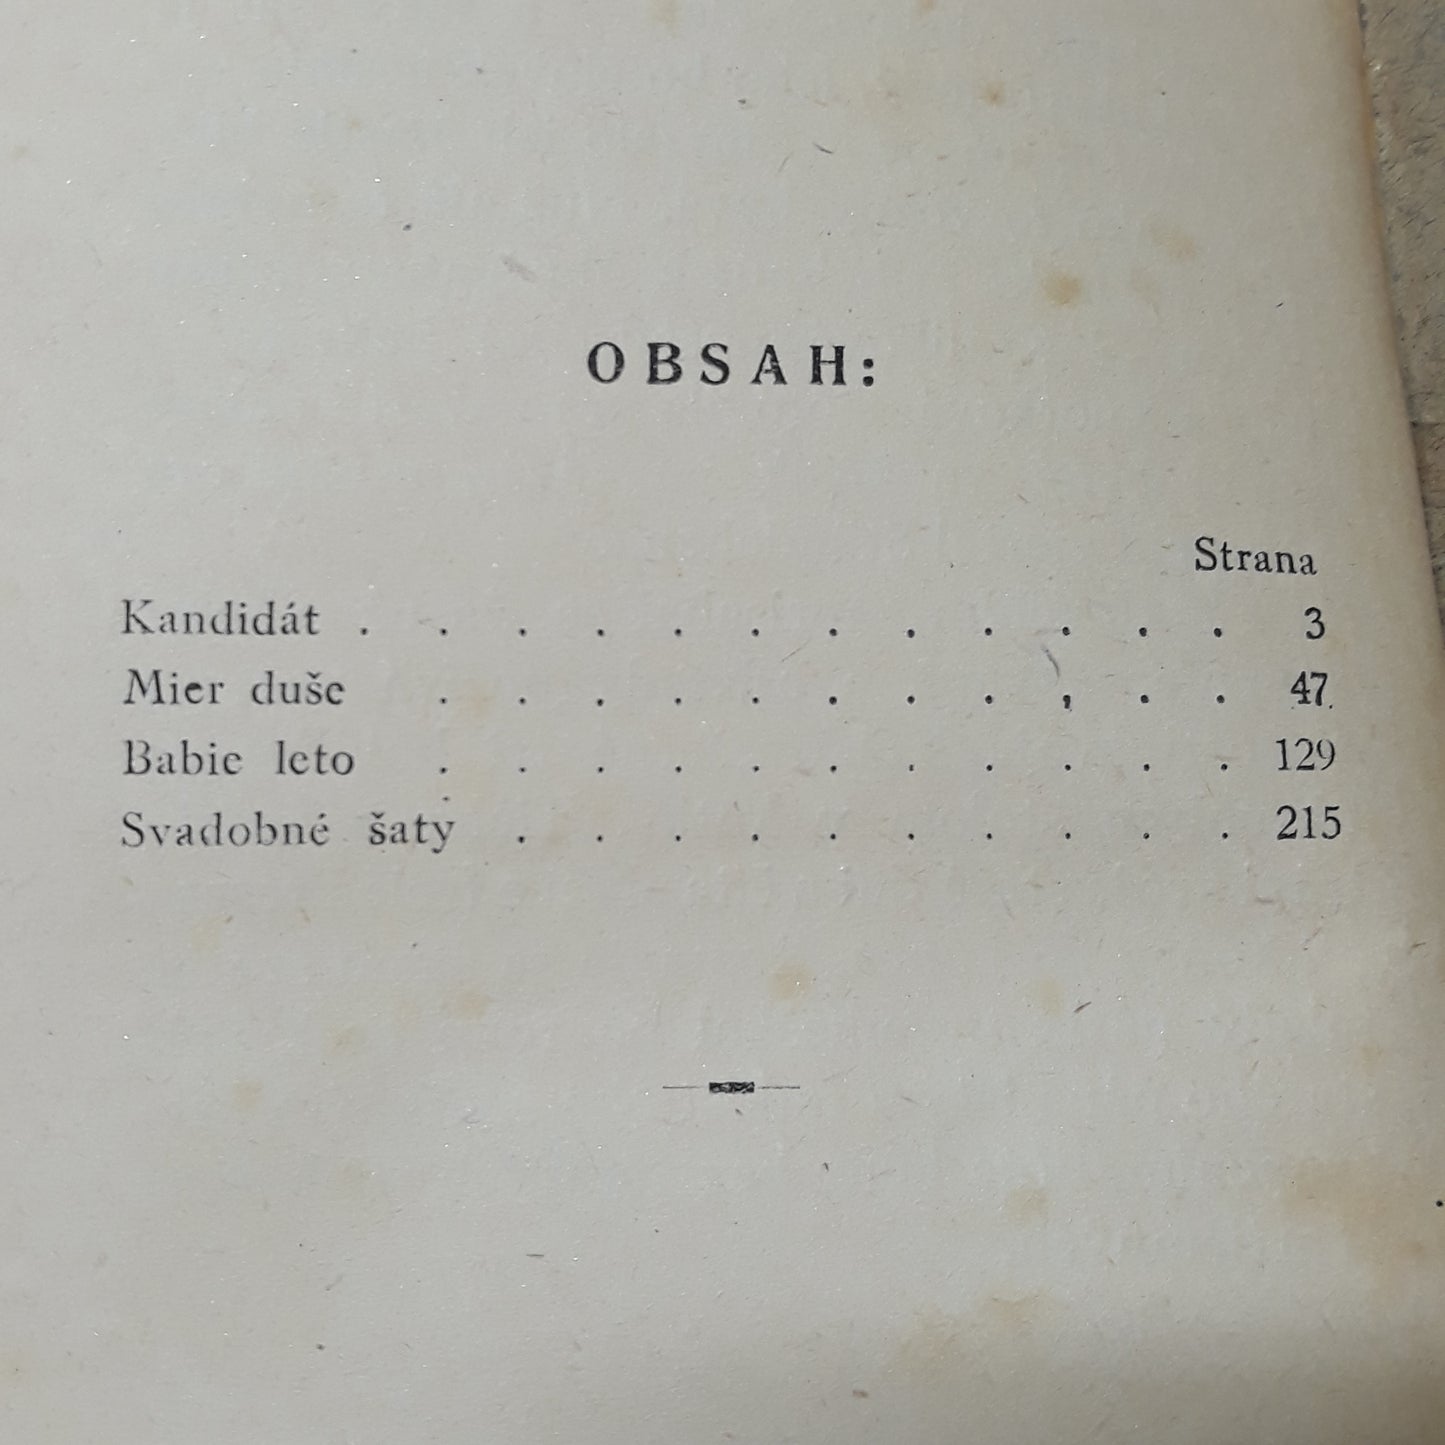 OBSAH:
Strana
Kandidát . . . . . . . . . . . . 3
Mier duše . . . . . . . . , . . 47
Babie leto . . . . . . . . . . . 129
Svadobné šaty . . . . . . . . . . 215